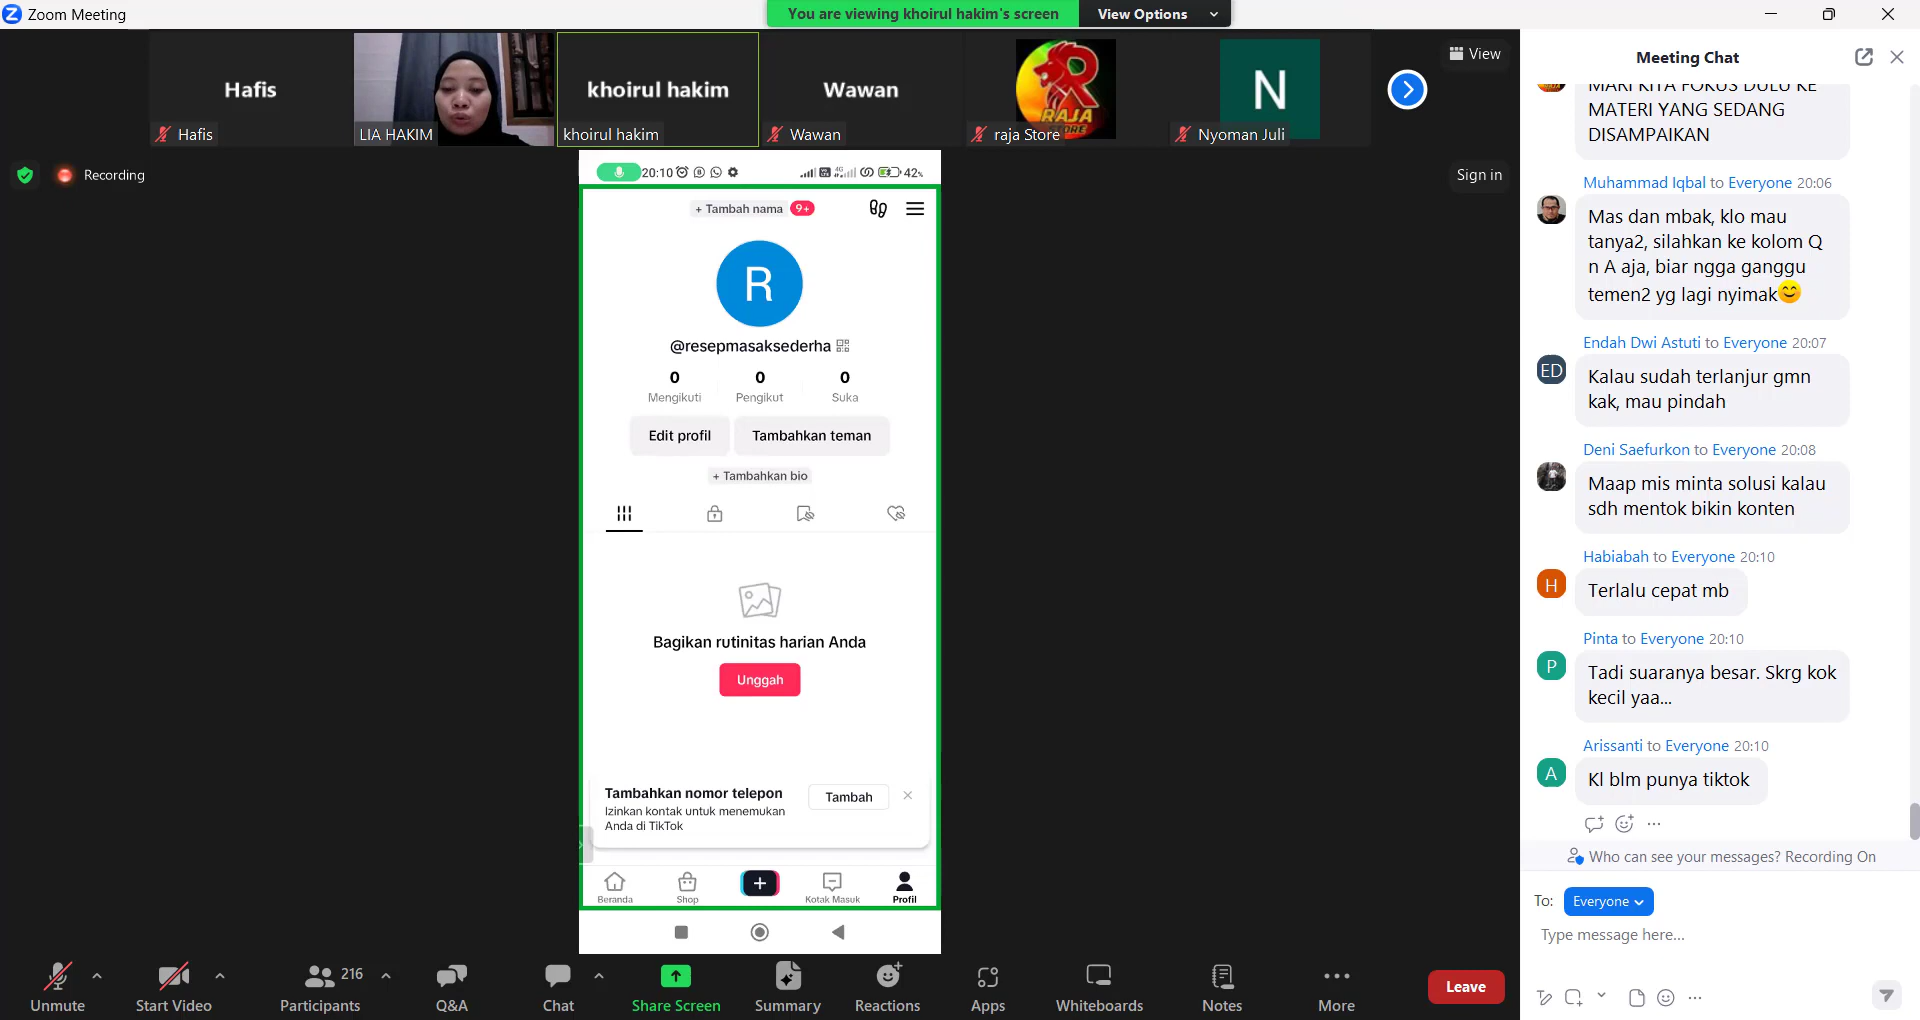 Zoom Meeting
You are viewing khoirul hakim's screen
View Options
View
Hafis
Hafis
LIA HAKIM
khoirul hakim
khoirul hakim
Wawan
Wawan
RAJA
raja Store
N
Nyoman Juli
Recording
Sign in
20:10
42%
+ Tambah nama 9+
R
@resepmasaksederha
0 0 0
Mengikuti Pengikut Suka
Edit profil Tambahkan teman
+ Tambahkan bio
Bagikan rutinitas harian Anda
Unggah
Tambahkan nomor telepon
Izinkan kontak untuk menemukan
Anda di TikTok
Tambah
Beranda Shop Kotak Masuk Profil
Meeting Chat
MARI KITA FOKUS DULU KE
MATERI YANG SEDANG
DISAMPAIKAN
Muhammad Iqbal to Everyone 20:06
Mas dan mbak, klo mau
tanya2, silahkan ke kolom Q
n A aja, biar ngga ganggu
temen2 yg lagi nyimak😊
Endah Dwi Astuti to Everyone 20:07
ED
Kalau sudah terlanjur gmn
kak, mau pindah
Deni Saefurkon to Everyone 20:08
Maap mis minta solusi kalau
sdh mentok bikin konten
Habiabah to Everyone 20:10
H
Terlalu cepat mb
Pinta to Everyone 20:10
P
Tadi suaranya besar. Skrg kok
kecil yaa...
Arissanti to Everyone 20:10
A
Kl blm punya tiktok
Who can see your messages? Recording On
To: Everyone
Type message here...
Unmute
Start Video
216
Participants
Q&A
Chat
Share Screen
Summary
Reactions
Apps
Whiteboards
Notes
More
Leave